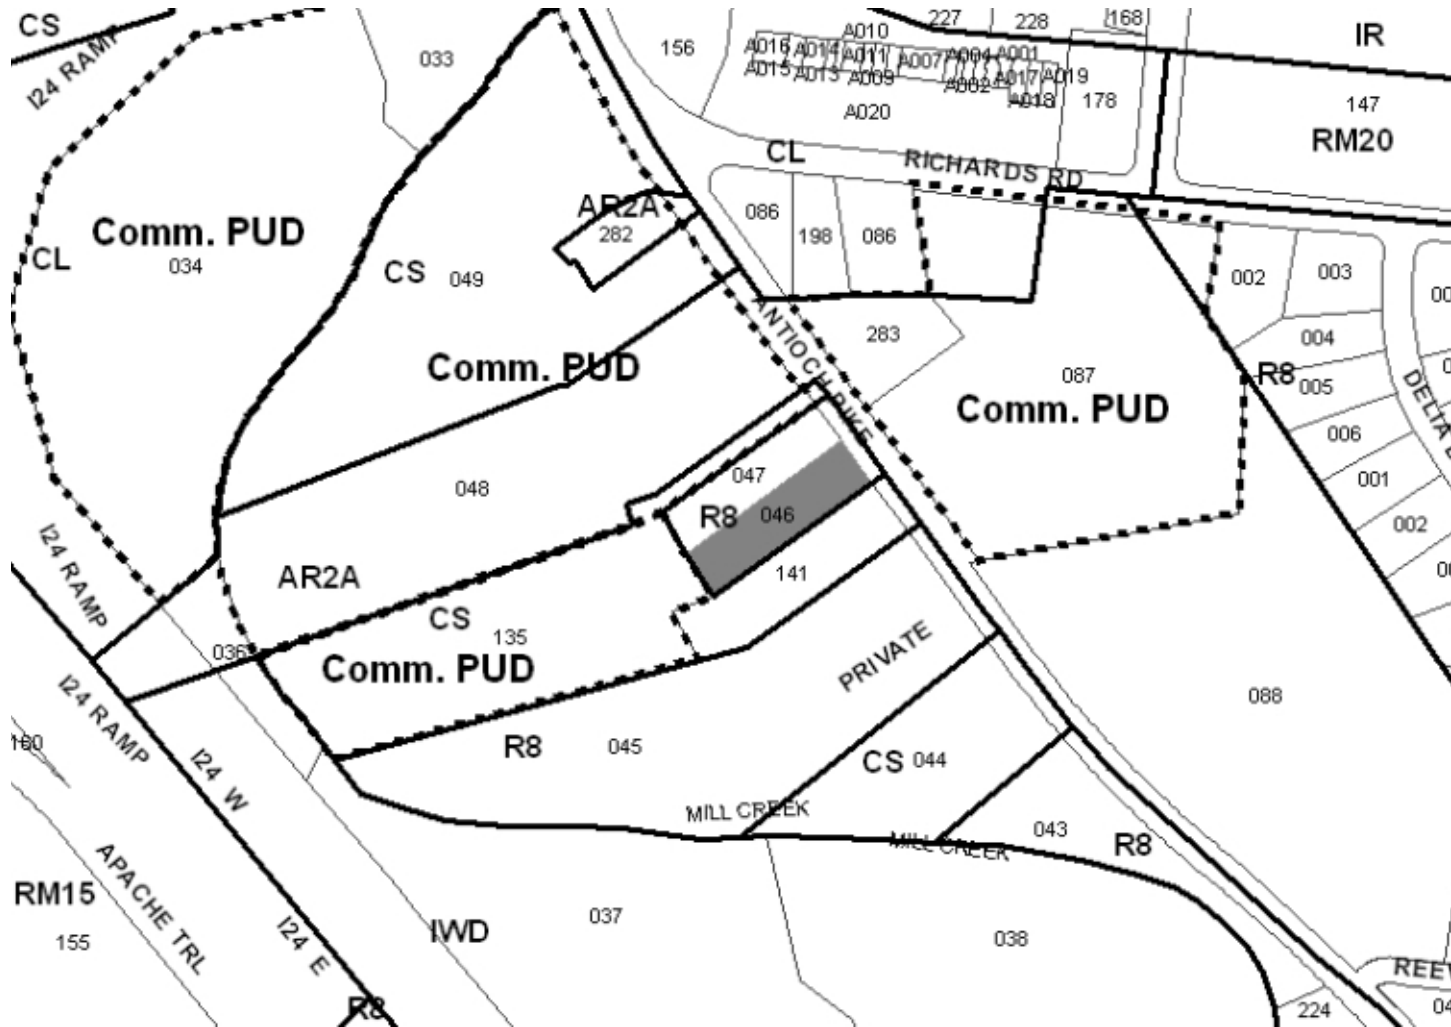 CS
I24 RAMP
033
156
227
228
168
IR
A010
A016
A014
A011
A007
A004
A001
A015
A013
A009
A002
A017
A019
A018
178
A020
147
RM20
CL
RICHARDS RD
AR2A
282
086
198
086
Comm. PUD
034
CL
CS
049
002
003
004
ANTIOCH PIKE
283
Comm. PUD
087
R8
005
Comm. PUD
DELTA
006
001
002
047
048
R8
046
I24 RAMP
AR2A
141
CS
135
036
Comm. PUD
PRIVATE
088
I24 RAMP
R8
045
CS
044
160
I24 W
MILL CREEK
043
MILL CREEK
R8
APACHE TRL
RM15
155
I24 E
IWD
037
038
R8
224